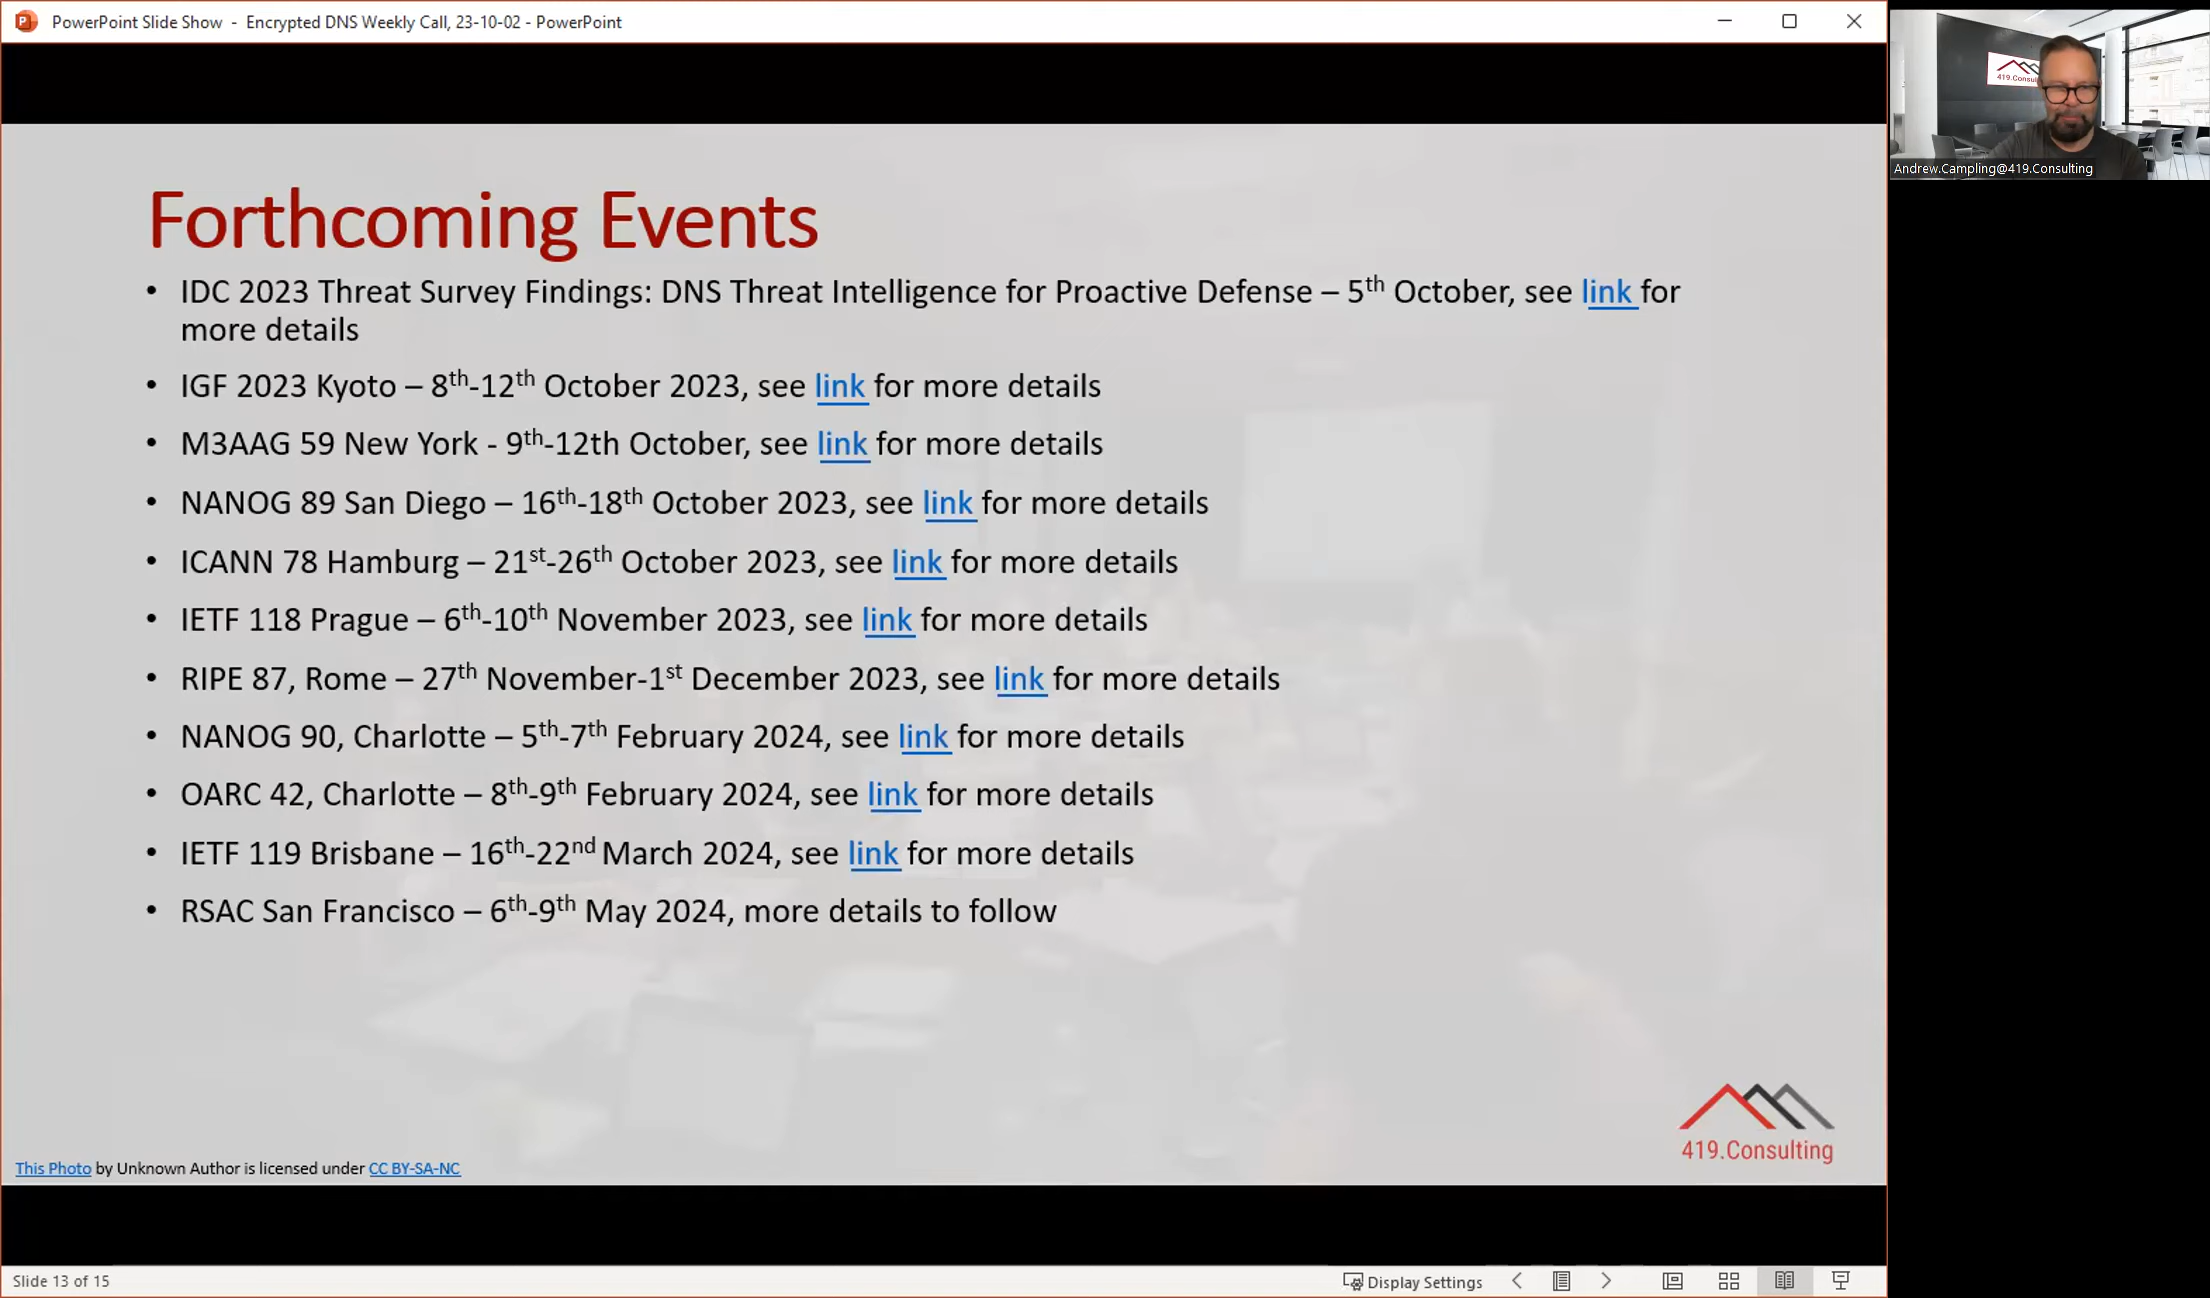 PowerPoint Slide Show - Encrypted DNS Weekly Call, 23-10-02 - PowerPoint
419.Consu
Andrew.Campling@419.Consulting
Forthcoming Events
• IDC 2023 Threat Survey Findings: DNS Threat Intelligence for Proactive Defense – 5th October, see link for
more details
• IGF 2023 Kyoto – 8th-12th October 2023, see link for more details
• M3AAG 59 New York - 9th-12th October, see link for more details
• NANOG 89 San Diego – 16th-18th October 2023, see link for more details
• ICANN 78 Hamburg – 21st-26th October 2023, see link for more details
• IETF 118 Prague – 6th-10th November 2023, see link for more details
• RIPE 87, Rome – 27th November-1st December 2023, see link for more details
• NANOG 90, Charlotte – 5th-7th February 2024, see link for more details
• OARC 42, Charlotte – 8th-9th February 2024, see link for more details
• IETF 119 Brisbane – 16th-22nd March 2024, see link for more details
• RSAC San Francisco – 6th-9th May 2024, more details to follow
419.Consulting
This Photo by Unknown Author is licensed under CC BY-SA-NC
Slide 13 of 15
Display Settings